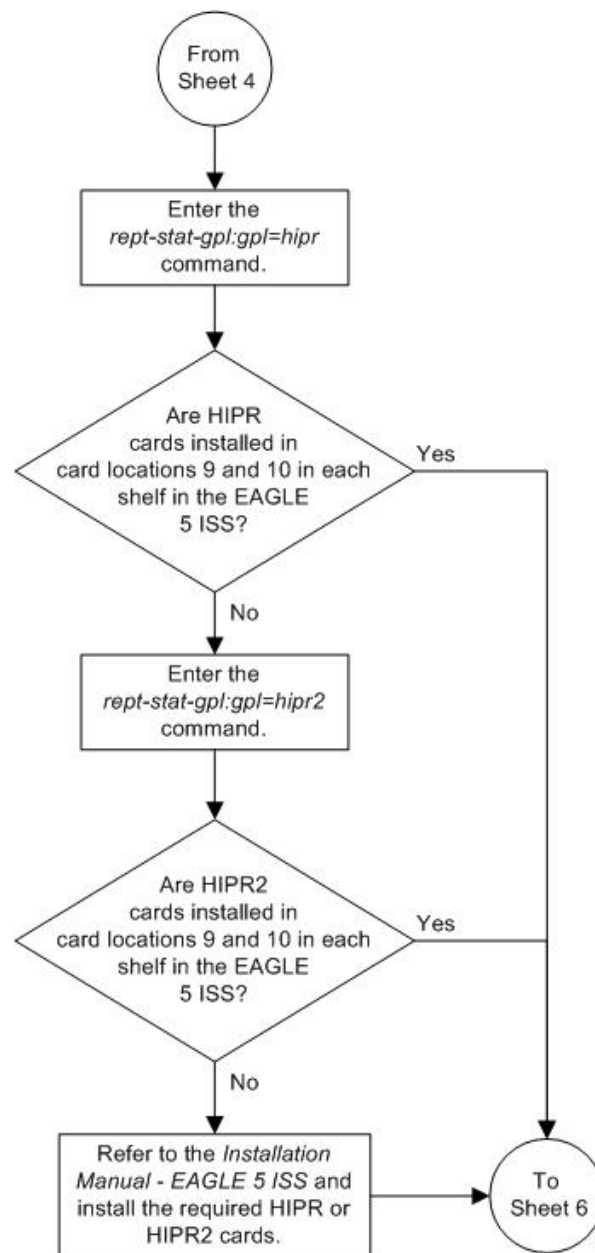 From
Sheet 4
Enter the
rept-stat-gpl:gpl=hipr
command.
Are HIPR
cards installed in
card locations 9 and 10 in each
shelf in the EAGLE
5 ISS?
Yes
No
Enter the
rept-stat-gpl:gpl=hipr2
command.
Are HIPR2
cards installed in
card locations 9 and 10 in each
shelf in the EAGLE
5 ISS?
Yes
No
Refer to the Installation
Manual - EAGLE 5 ISS and
install the required HIPR or
HIPR2 cards.
To
Sheet 6